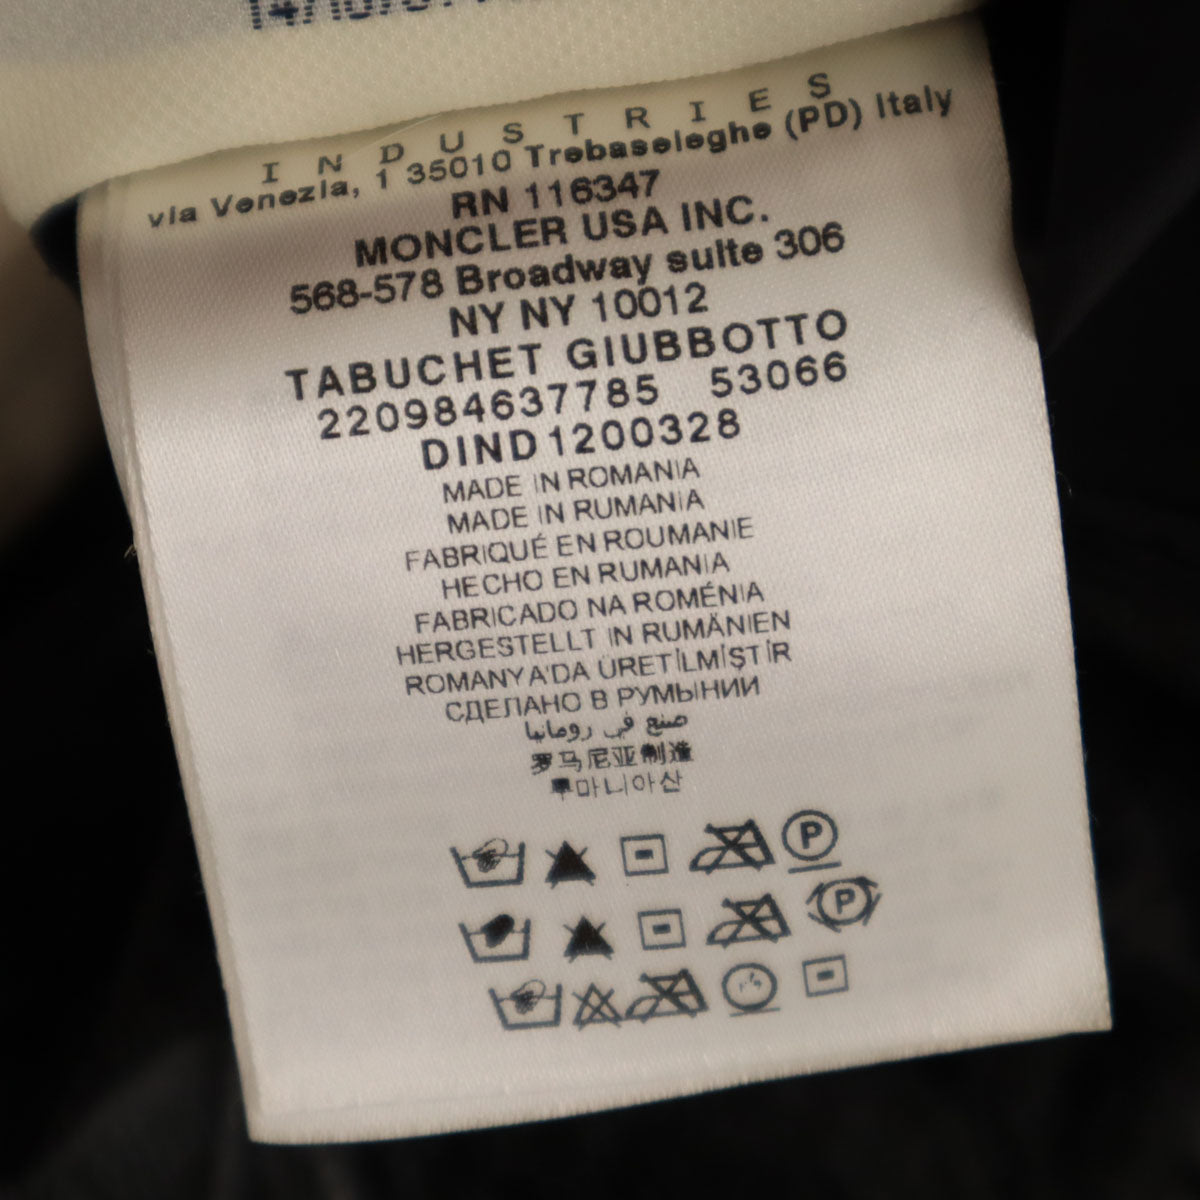 INDUSTRIES
via Venezia, 1 35010 Trebaseleghe (PD) Italy
RN 116347
MONCLER USA INC.
568-578 Broadway suite 306
NY NY 10012
TABUCHET GIUBBOTTO
220984637785 53066
DIND1200328
MADE IN ROMANIA
MADE IN RUMANIA
FABRIQUÉ EN ROUMANIE
HECHO EN RUMANIA
FABRICADO NA ROMÉNIA
HERGESTELLT IN RUMÄNIEN
ROMANYA'DA ÜRETİLMİŞTİR
СДЕЛАНО В РУМЫНИИ
صنع في رومانيا
罗马尼亚制造
루마니아산
P
P